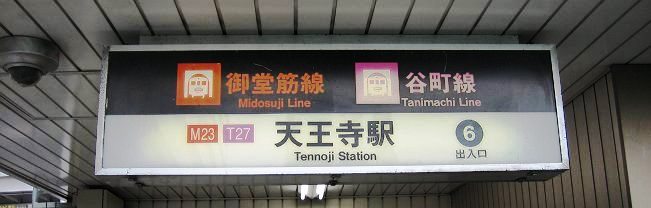 御堂筋線 谷町線
Midosuji Line Tanimachi Line
M23 T27 天王寺駅 6
Tennoji Station 出入口